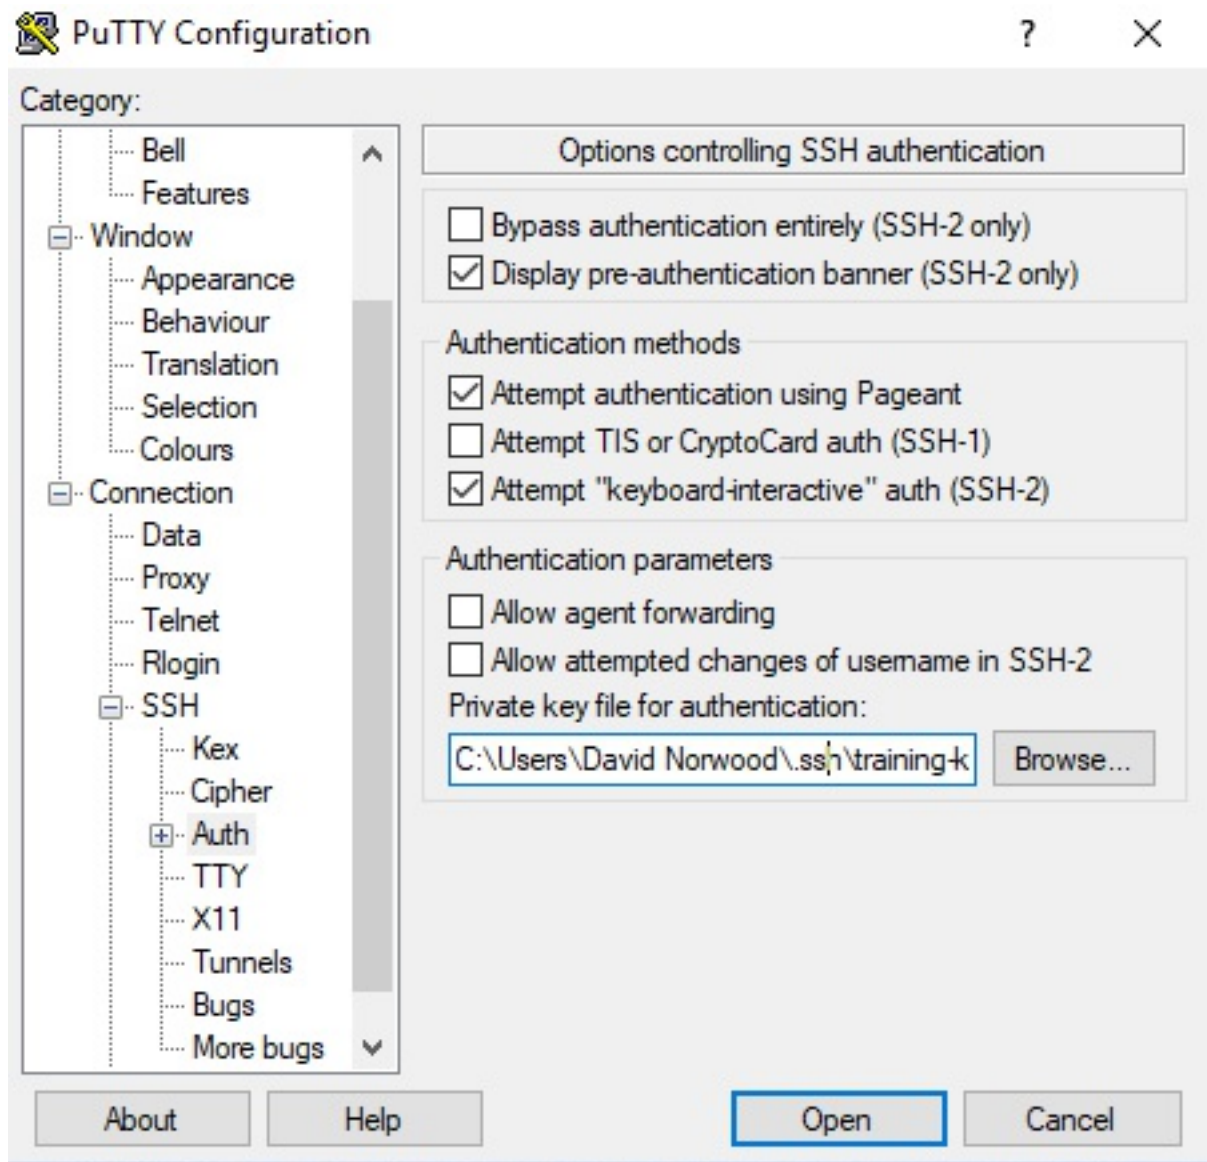 PuTTY Configuration
?
Category:
Bell
Features
Window
Appearance
Behaviour
Translation
Selection
Colours
Connection
Data
Proxy
Telnet
Rlogin
SSH
Kex
Cipher
Auth
TTY
X11
Tunnels
Bugs
More bugs
Options controlling SSH authentication
Bypass authentication entirely (SSH-2 only)
Display pre-authentication banner (SSH-2 only)
Authentication methods
Attempt authentication using Pageant
Attempt TIS or CryptoCard auth (SSH-1)
Attempt "keyboard-interactive" auth (SSH-2)
Authentication parameters
Allow agent forwarding
Allow attempted changes of username in SSH-2
Private key file for authentication:
C:\Users\David Norwood\.ssh\training-k
Browse...
About
Help
Open
Cancel